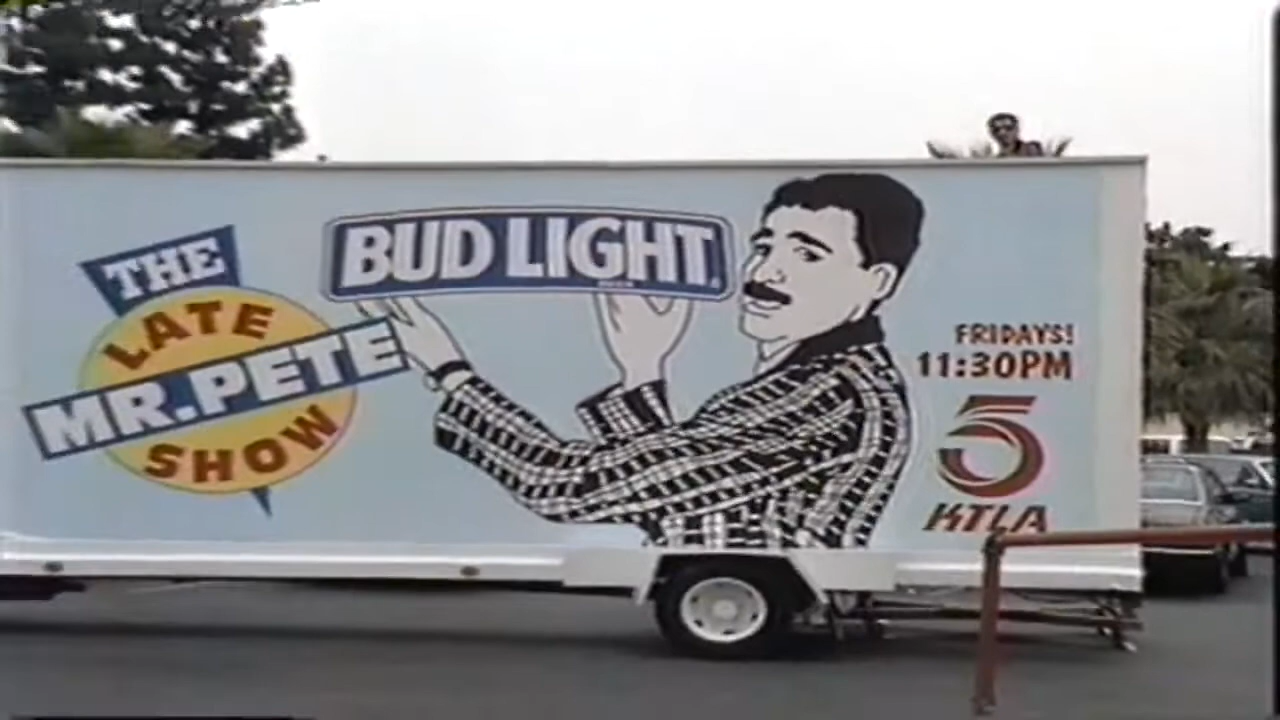 THE
LATE
MR. PETE
SHOW
BUD LIGHT
FRIDAYS!
11:30PM
5
KTLA